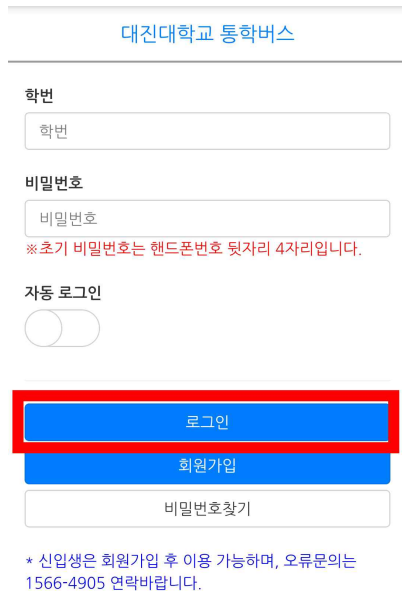 대진대학교 통학버스
학번
학번
비밀번호
비밀번호
※초기 비밀번호는 핸드폰번호 뒷자리 4자리입니다.
자동 로그인
로그인
회원가입
비밀번호찾기
* 신입생은 회원가입 후 이용 가능하며, 오류문의는
1566-4905 연락바랍니다.